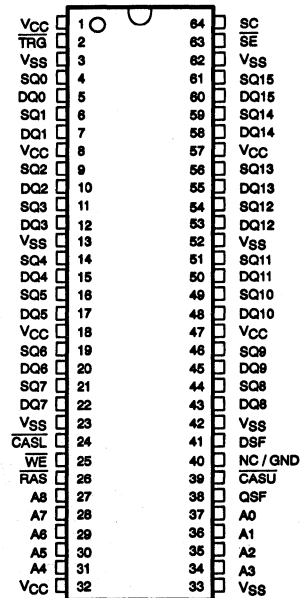 VCC 1 64 SC
TRG 2 63 SE
VSS 3 62 VSS
SQ0 4 61 SQ15
DQ0 5 60 DQ15
SQ1 6 59 SQ14
DQ1 7 58 DQ14
VCC 8 57 VCC
SQ2 9 56 SQ13
DQ2 10 55 DQ13
SQ3 11 54 SQ12
DQ3 12 53 DQ12
VSS 13 52 VSS
SQ4 14 51 SQ11
DQ4 15 50 DQ11
SQ5 16 49 SQ10
DQ5 17 48 DQ10
VCC 18 47 VCC
SQ6 19 46 SQ9
DQ6 20 45 DQ9
SQ7 21 44 SQ8
DQ7 22 43 DQ8
VSS 23 42 VSS
CASL 24 41 DSF
WE 25 40 NC / GND
RAS 26 39 CASU
A8 27 38 QSF
A7 28 37 A0
A6 29 36 A1
A5 30 35 A2
A4 31 34 A3
VCC 32 33 VSS